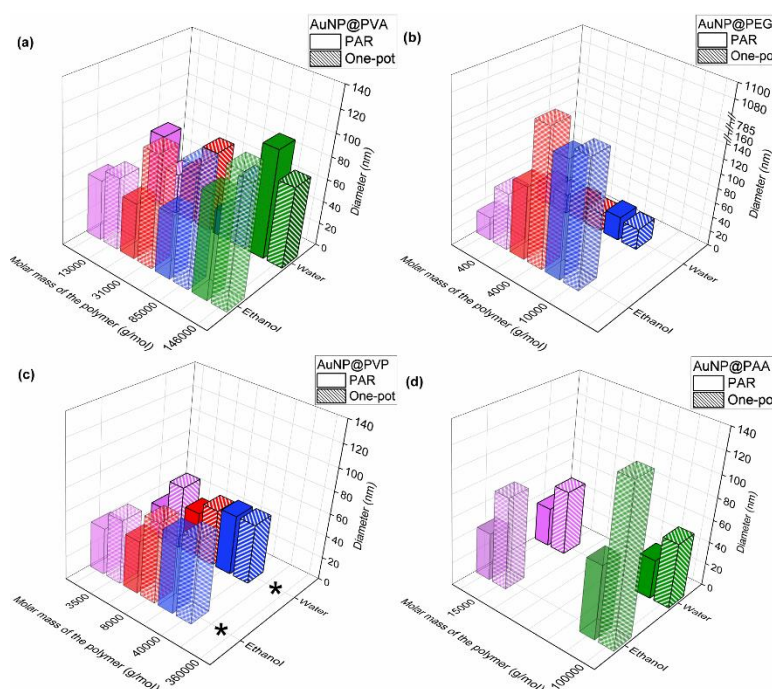 (a)
AuNP@PVA
PAR
One-pot
140
120
100
80
60
40
20
0
Diameter (nm)
13000
31000
85000
146000
Molar mass of the polymer (g/mol)
Water
Ethanol
(b)
AuNP@PEG
PAR
One-pot
1100
1080
785
160
140
120
100
80
60
40
20
0
Diameter (nm)
400
4000
10000
Molar mass of the polymer (g/mol)
Water
Ethanol
(c)
AuNP@PVP
PAR
One-pot
140
120
100
80
60
40
20
0
Diameter (nm)
3500
8000
40000
360000
Molar mass of the polymer (g/mol)
*
*
Water
Ethanol
(d)
AuNP@PAA
PAR
One-pot
140
120
100
80
60
40
20
0
Diameter (nm)
15000
100000
Molar mass of the polymer (g/mol)
Water
Ethanol